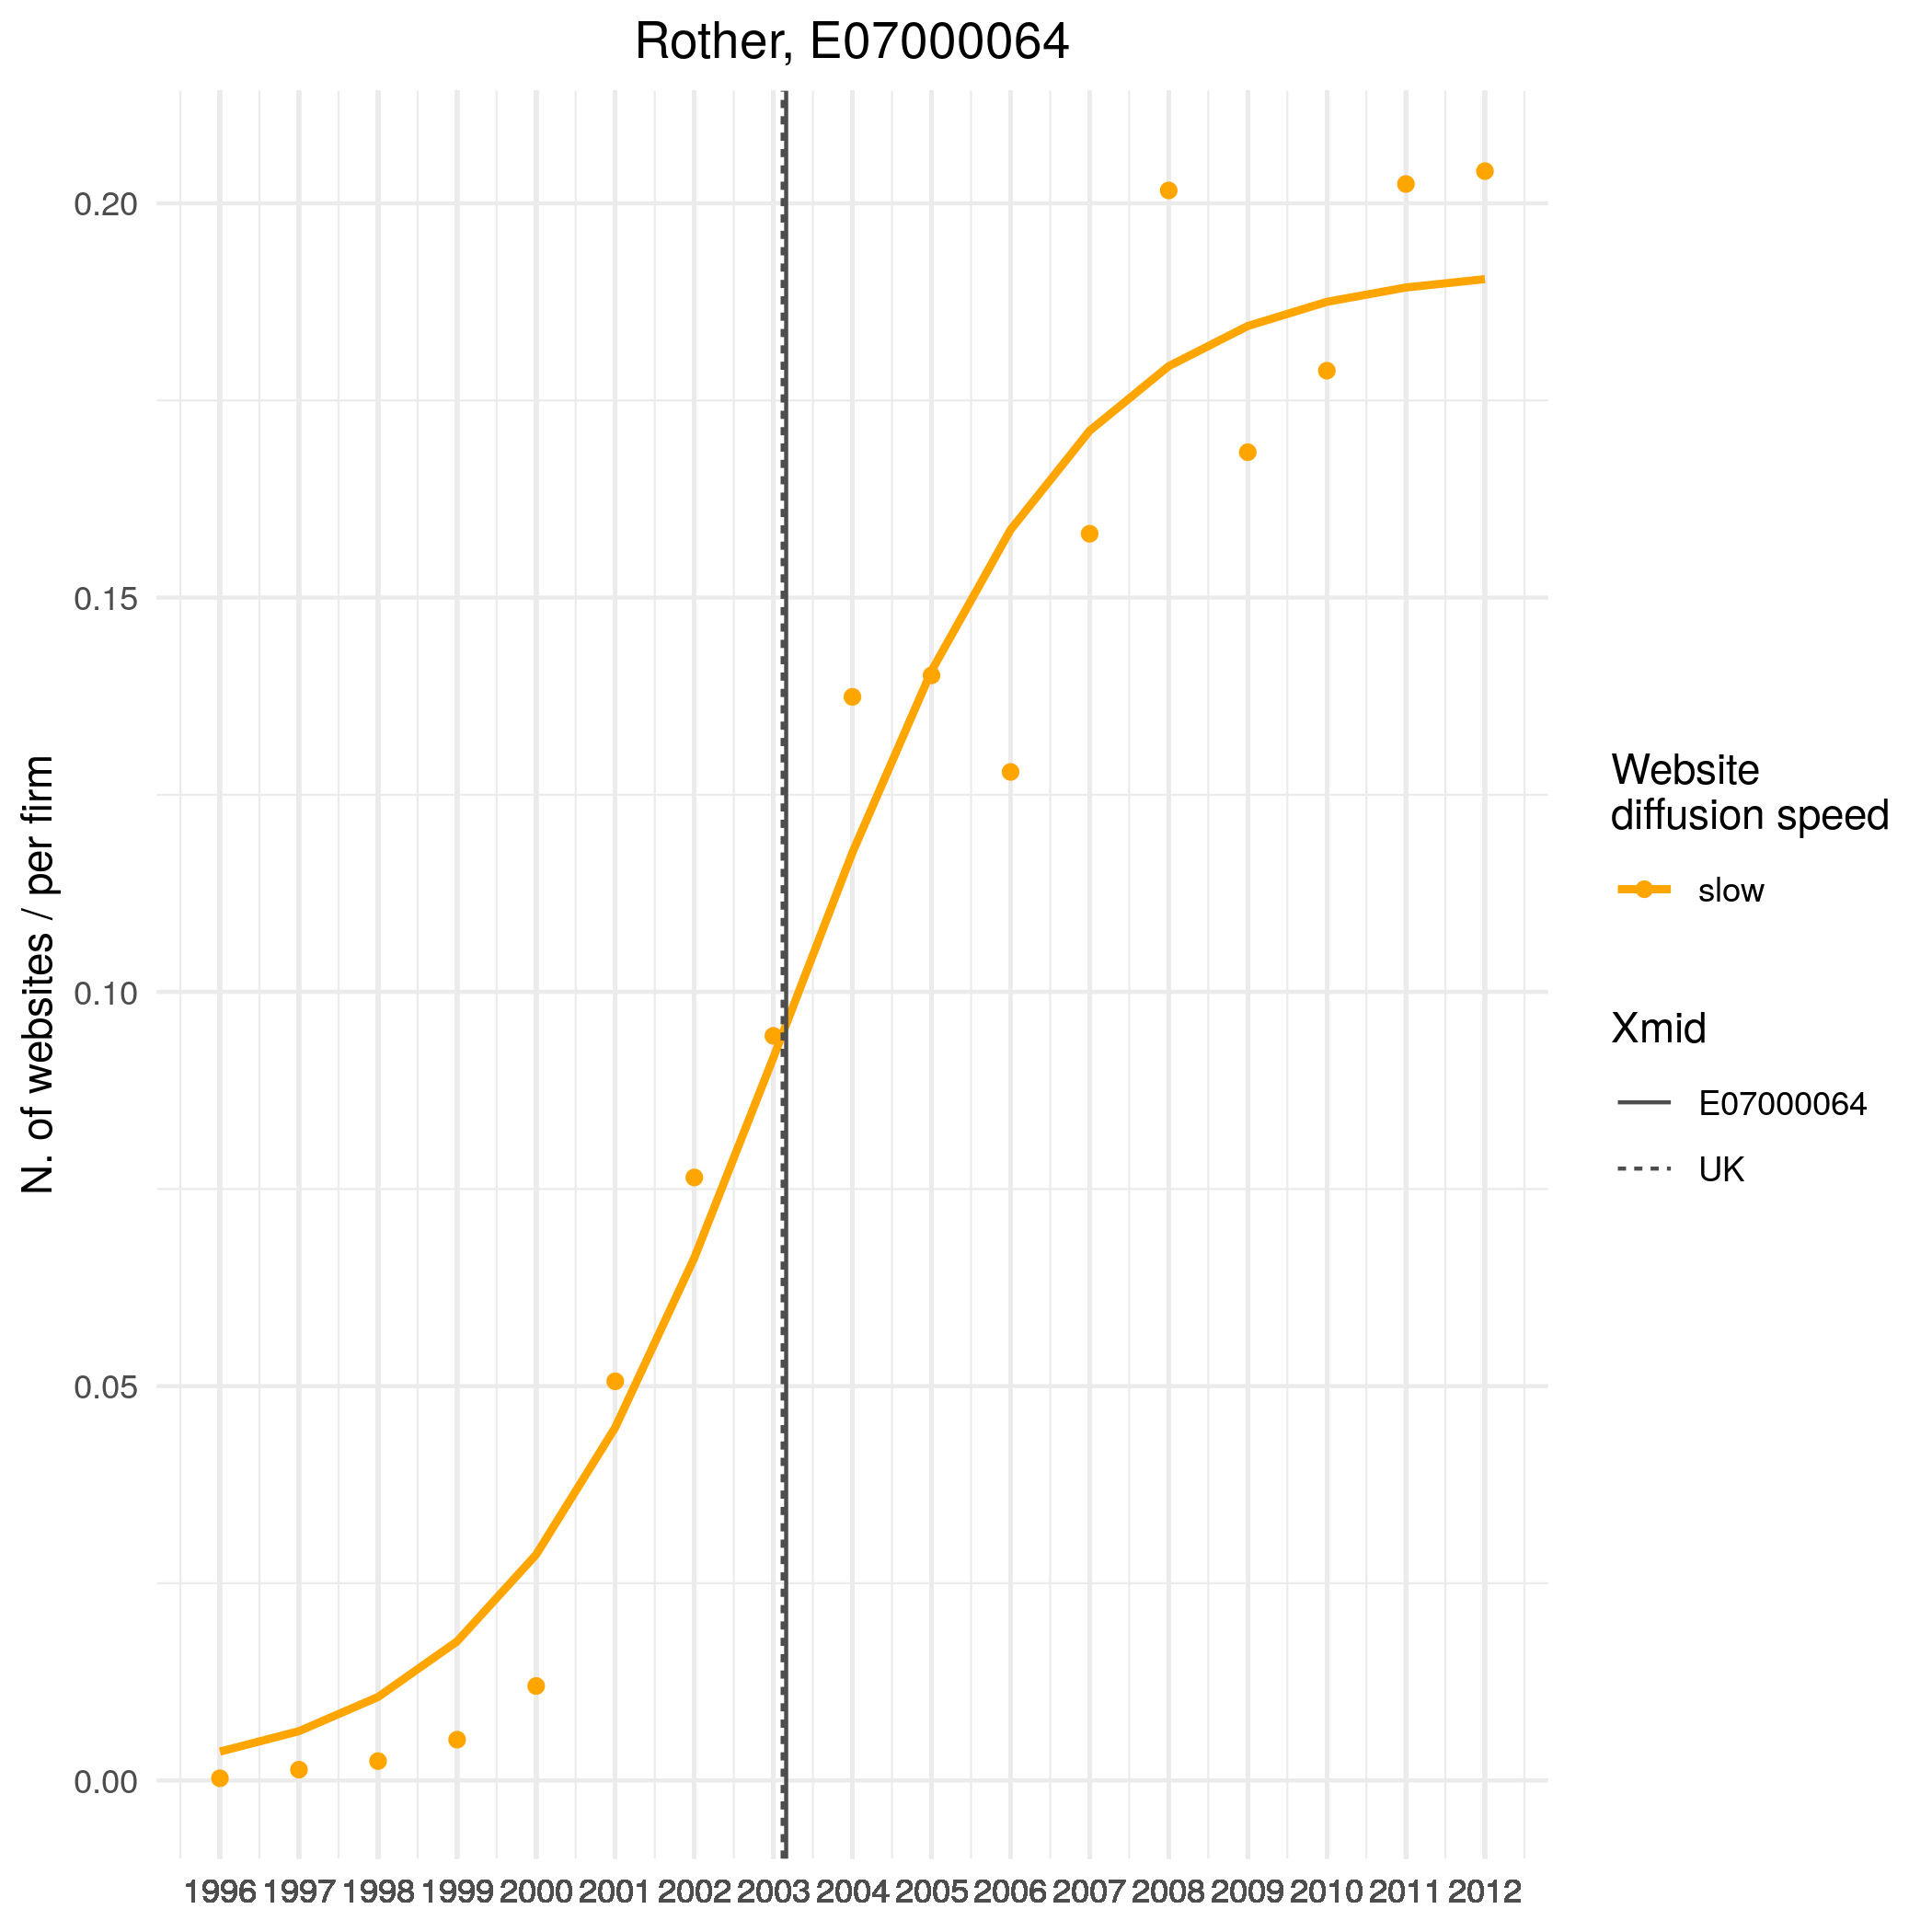 Rother, E07000064
N. of websites / per firm
0.20
0.15
0.10
0.05
0.00
1996 1997 1998 1999 2000 2001 2002 2003 2004 2005 2006 2007 2008 2009 2010 2011 2012
Website
diffusion speed
slow
Xmid
E07000064
UK